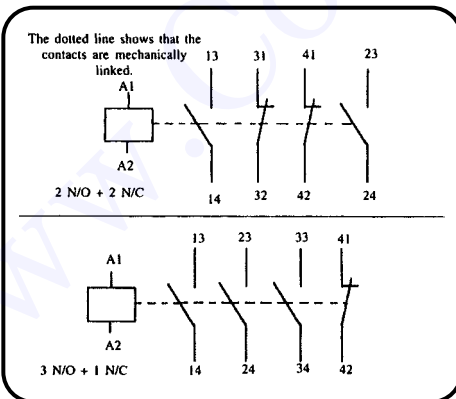 The dotted line shows that the
contacts are mechanically
linked.
13 31 41 23
A1
A2
14 32 42 24
2 N/O + 2 N/C
13 23 33 41
A1
A2
14 24 34 42
3 N/O + 1 N/C